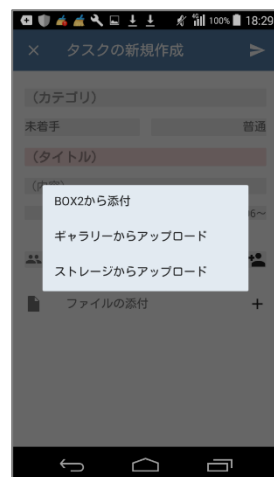 100% 18:29
タスクの新規作成
(カテゴリ)
未着手 普通
(タイトル)
BOX2から添付
ギャラリーからアップロード
ストレージからアップロード
ファイルの添付